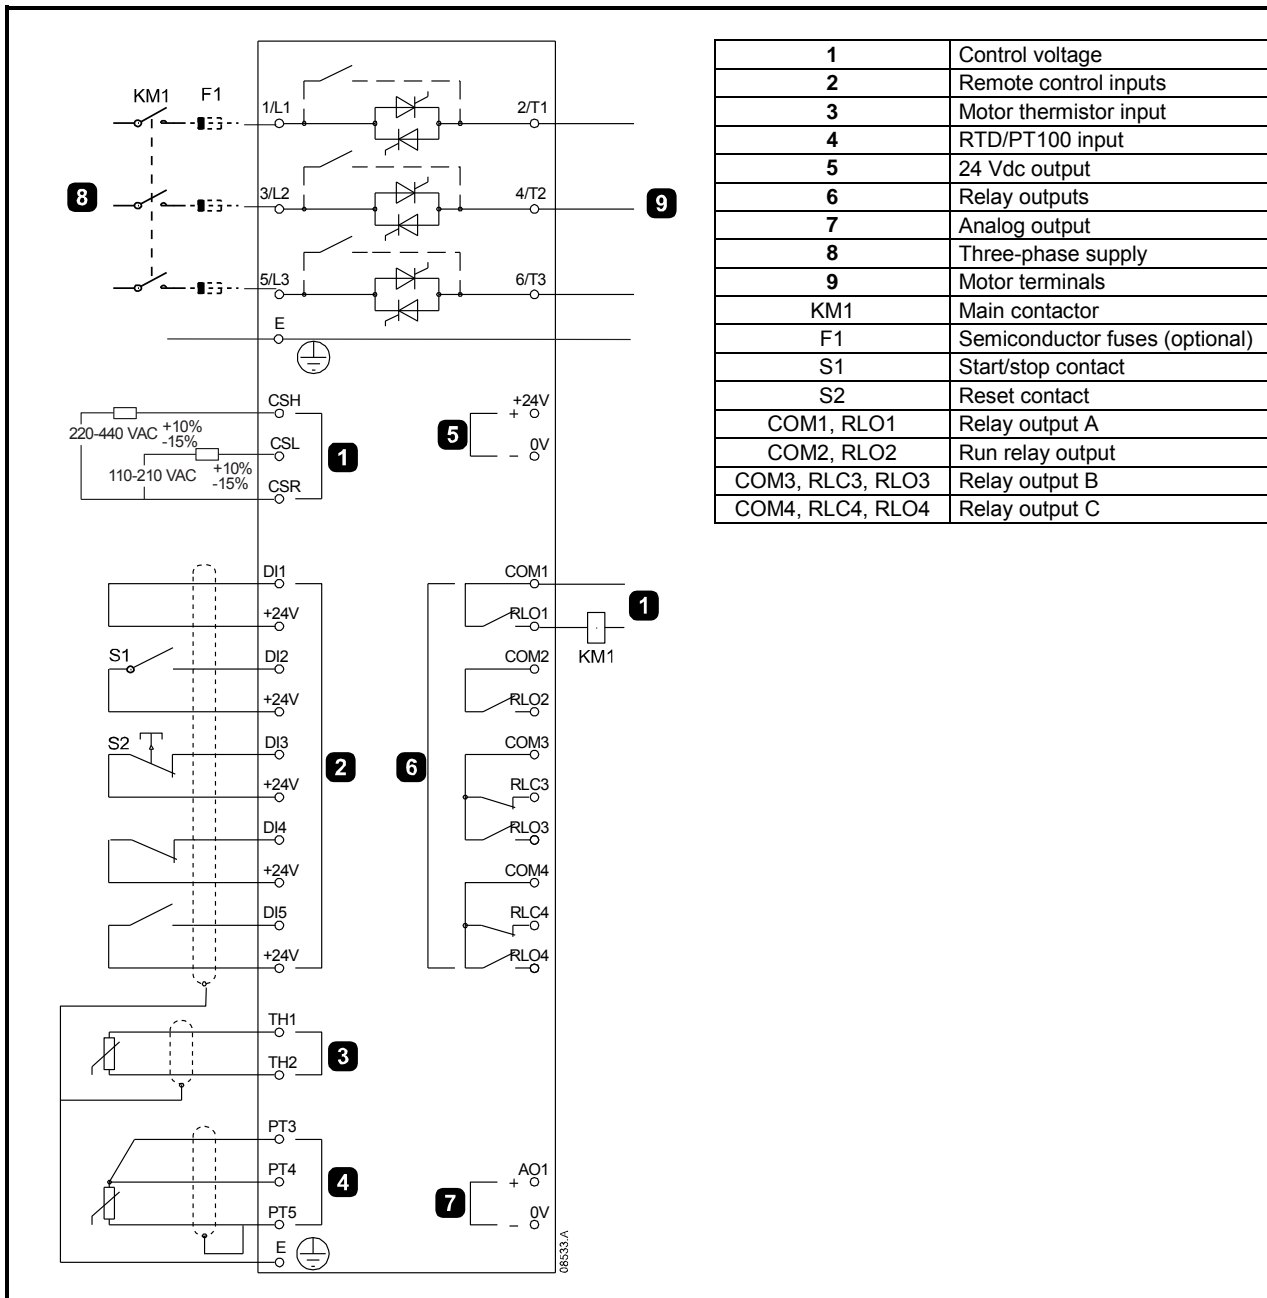 KM1 F1
1/L1 2/T1
3/L2 4/T2
8 9
5/L3 6/T3
E
CSH +24V
+
220-440 VAC +10%
-15%
CSL 5 0V
1 −
110-210 VAC +10%
-15%
CSR
DI1 COM1
1
+24V RLO1
S1 DI2 COM2 KM1
+24V RLO2
S2 DI3 COM3
2 6
+24V RLC3
DI4 RLO3
+24V COM4
DI5 RLC4
+24V RLO4
TH1
3
TH2
PT3
PT4 AO1
4 + 
7
PT5 0V
−
E
08533.A
1 Control voltage
2 Remote control inputs
3 Motor thermistor input
4 RTD/PT100 input
5 24 Vdc output
6 Relay outputs
7 Analog output
8 Three-phase supply
9 Motor terminals
KM1 Main contactor
F1 Semiconductor fuses (optional)
S1 Start/stop contact
S2 Reset contact
COM1, RLO1 Relay output A
COM2, RLO2 Run relay output
COM3, RLC3, RLO3 Relay output B
COM4, RLC4, RLO4 Relay output C